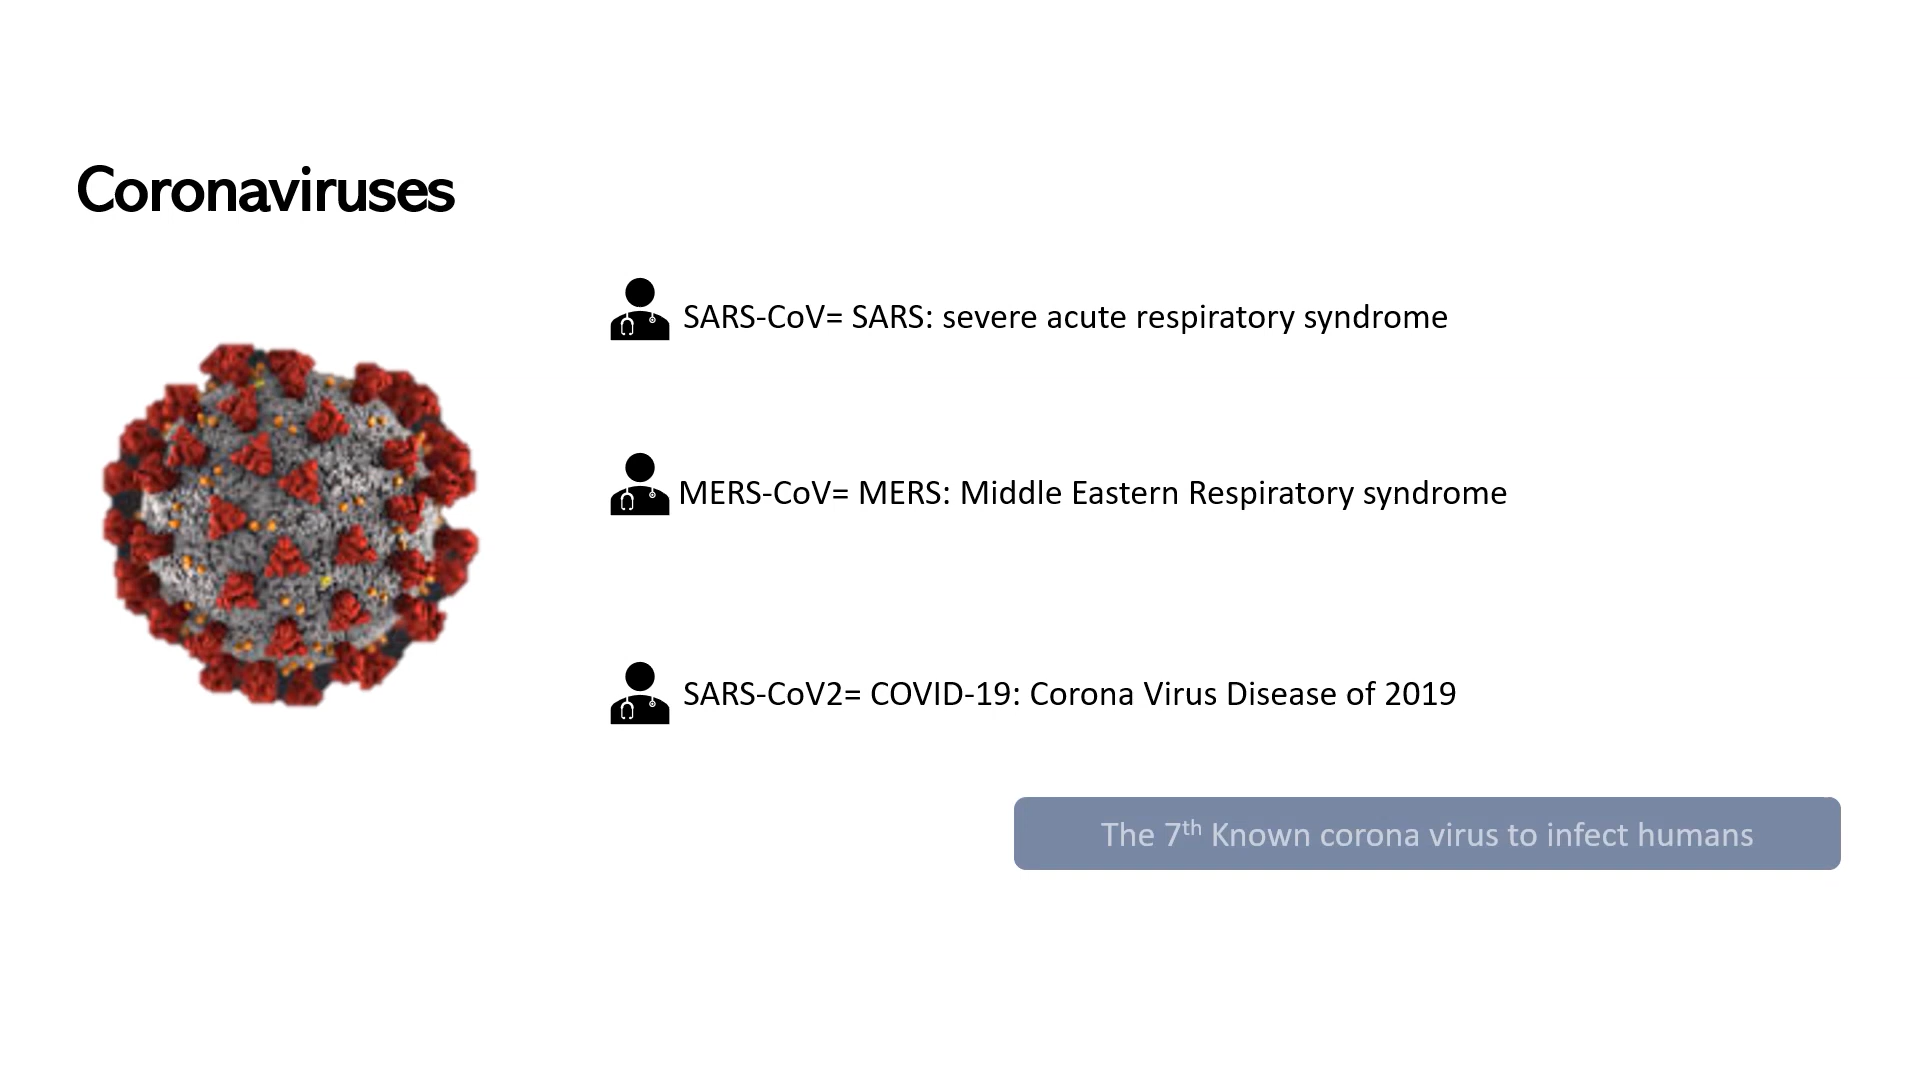 Coronaviruses
SARS-CoV= SARS: severe acute respiratory syndrome
MERS-CoV= MERS: Middle Eastern Respiratory syndrome
SARS-CoV2= COVID-19: Corona Virus Disease of 2019
The 7th Known corona virus to infect humans